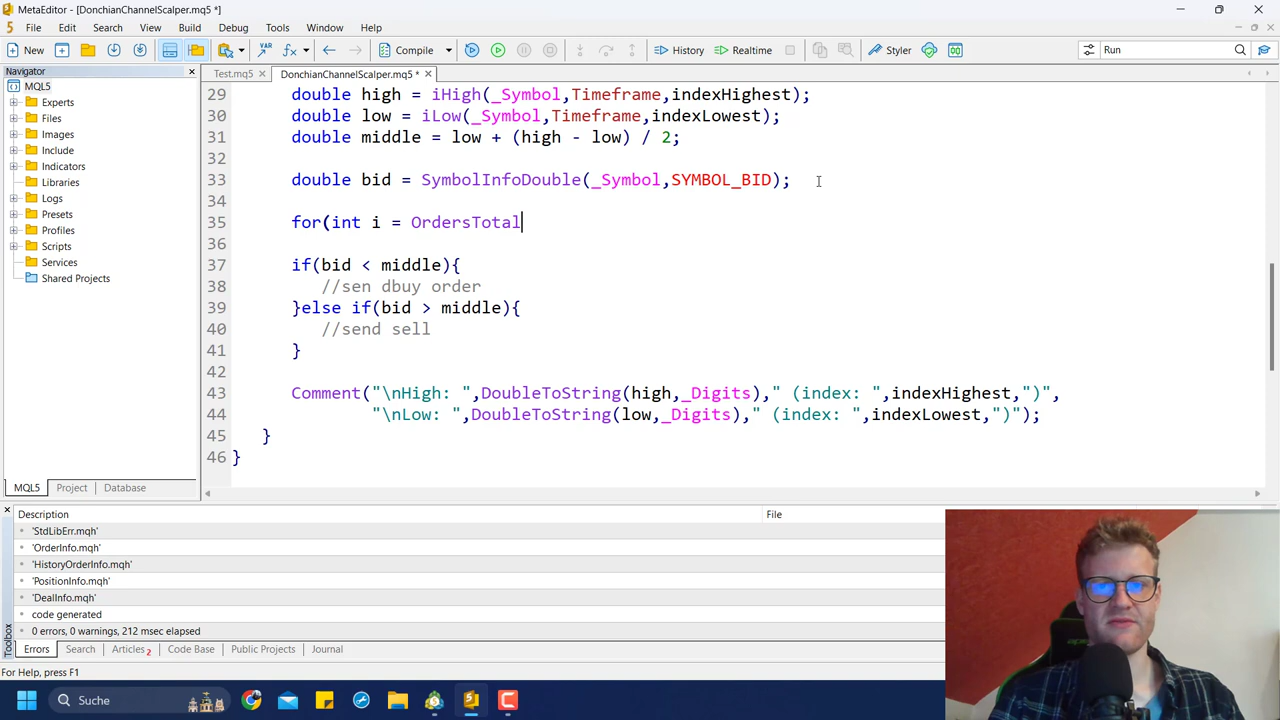 MetaEditor - [DonchianChannelScalper.mq5 *]
5 File Edit Search View Debug Build Tools Window Help
New Compile History Realtime Styler Run
Navigator
MQL5
Experts
Files
Images
Include
Indicators
Libraries
Logs
Presets
Profiles
Scripts
Services
Shared Projects
MQL5 Project Database
Test.mq5 DonchianChannelScalper.mq5 *
29 double high = iHigh(_Symbol,Timeframe,indexHighest);
30 double low = iLow(_Symbol,Timeframe,indexLowest);
31 double middle = low + (high - low) / 2;
32
33 double bid = SymbolInfoDouble(_Symbol,SYMBOL_BID);
34
35 for(int i = OrdersTotal
36
37 if(bid < middle){
38 //sen dbuy order
39 }else if(bid > middle){
40 //send sell
41 }
42
43 Comment("\nHigh: ",DoubleToString(high,_Digits)," (index: ",indexHighest,")",
44 "\nLow: ",DoubleToString(low,_Digits)," (index: ",indexLowest,")");
45 }
46 }
Description File
'StdLibErr.mqh'
'OrderInfo.mqh'
'HistoryOrderInfo.mqh'
'PositionInfo.mqh'
'DealInfo.mqh'
code generated
0 errors, 0 warnings, 212 msec elapsed
Toolbox
Errors Search Articles 2 Code Base Public Projects Journal
For Help, press F1
Suche